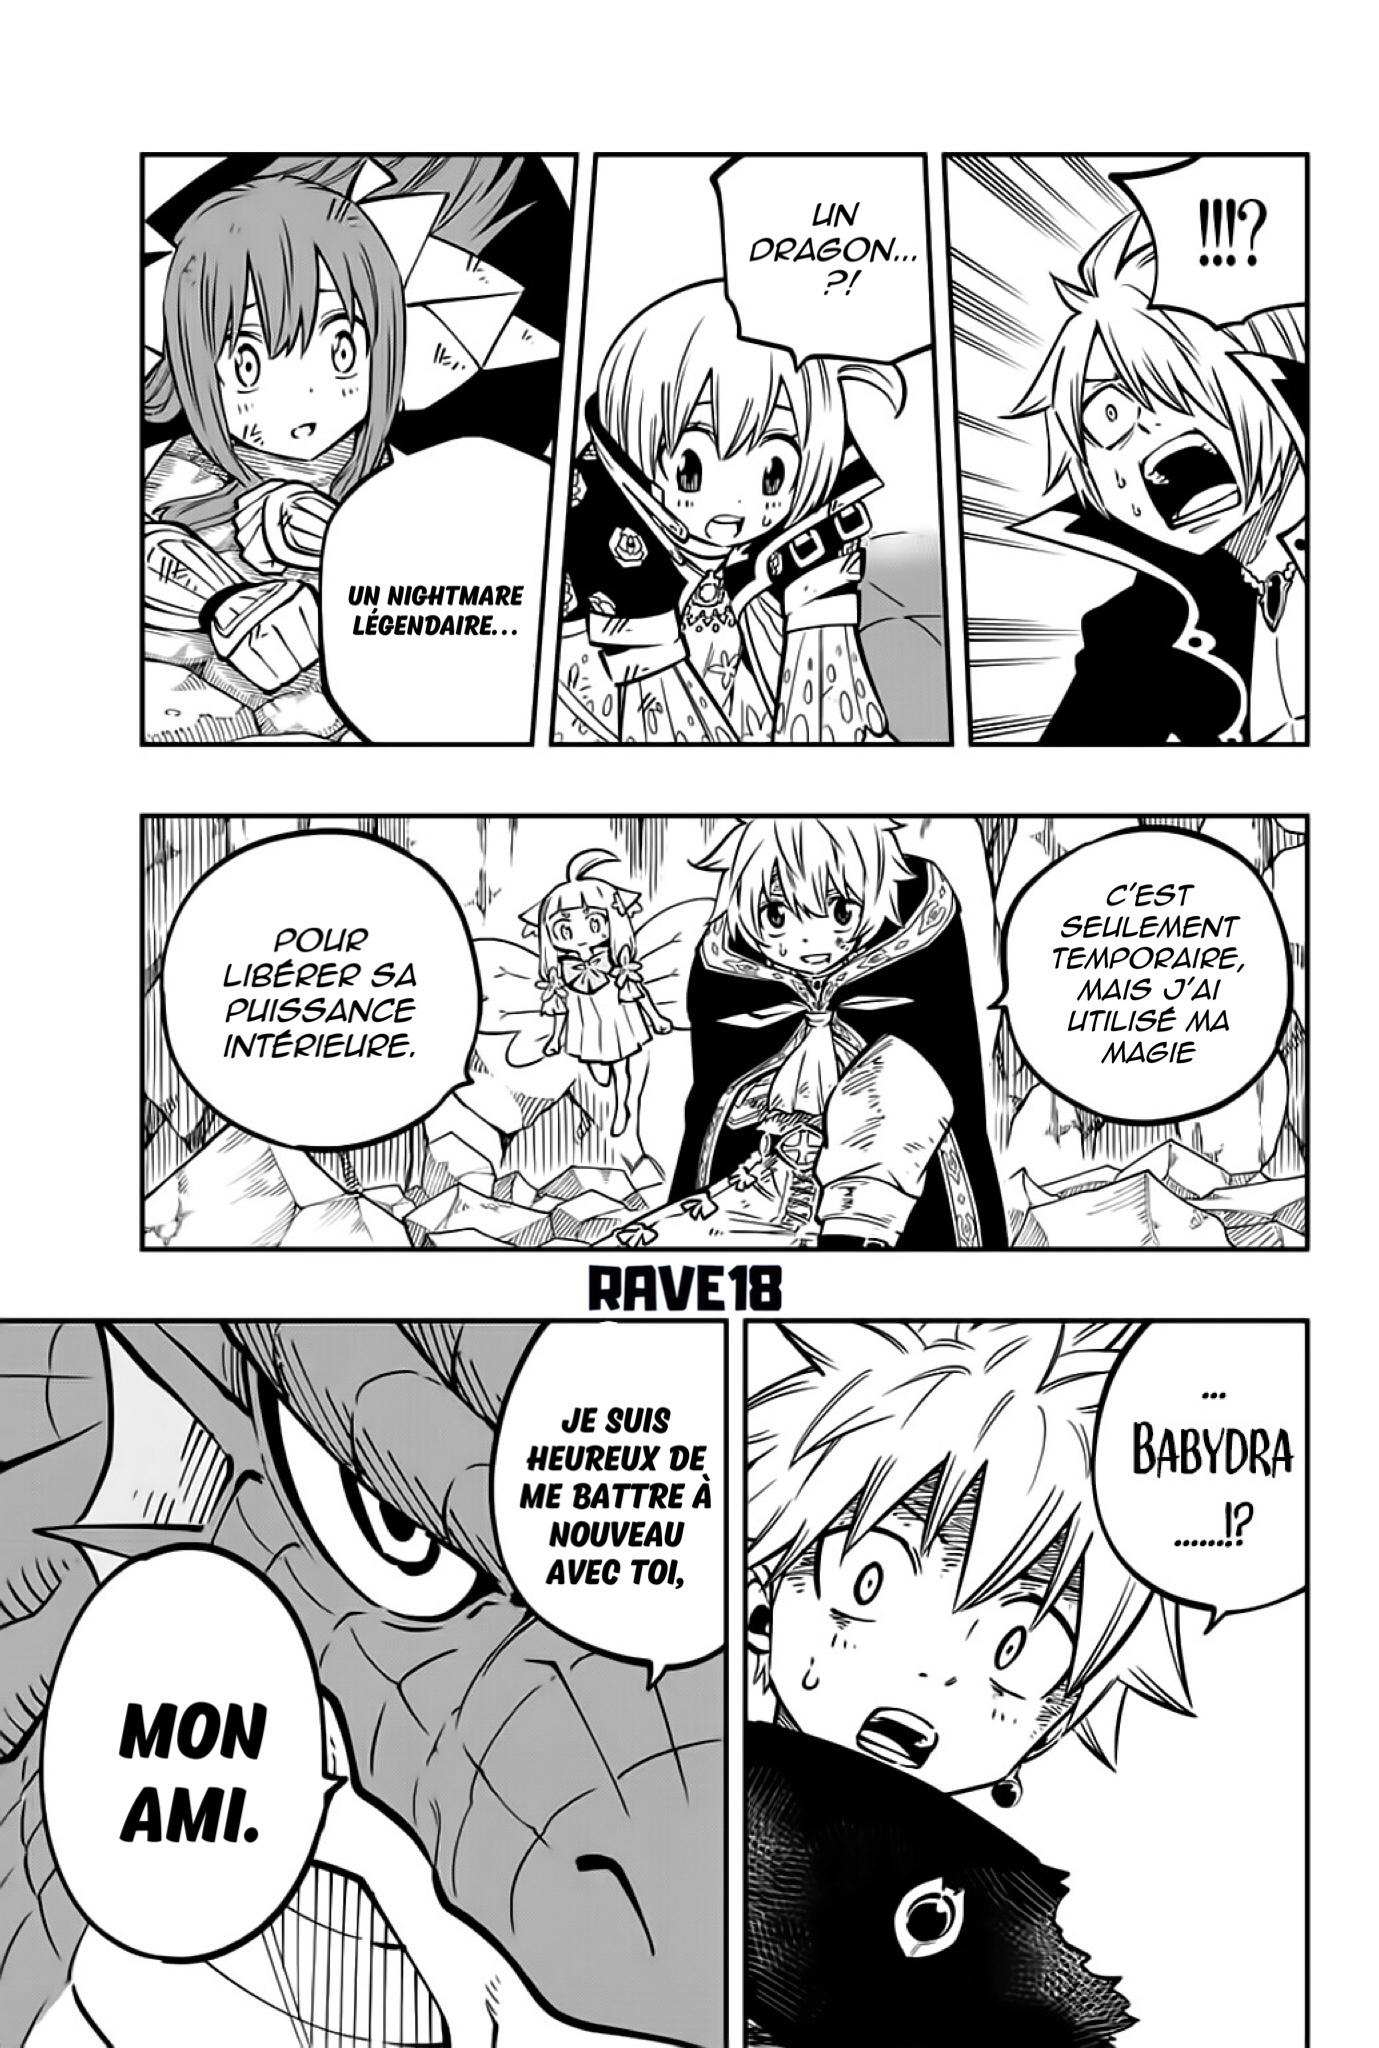 !!!?
UN
DRAGON...
?!
UN NIGHTMARE
LÉGENDAIRE...
C'EST
SEULEMENT
TEMPORAIRE,
MAIS J'AI
UTILISÉ MA
MAGIE
POUR
LIBÉRER SA
PUISSANCE
INTÉRIEURE.
RAVE18
...
BABYDRA
.......!?
JE SUIS
HEUREUX DE
ME BATTRE À
NOUVEAU
AVEC TOI,
MON
AMI.